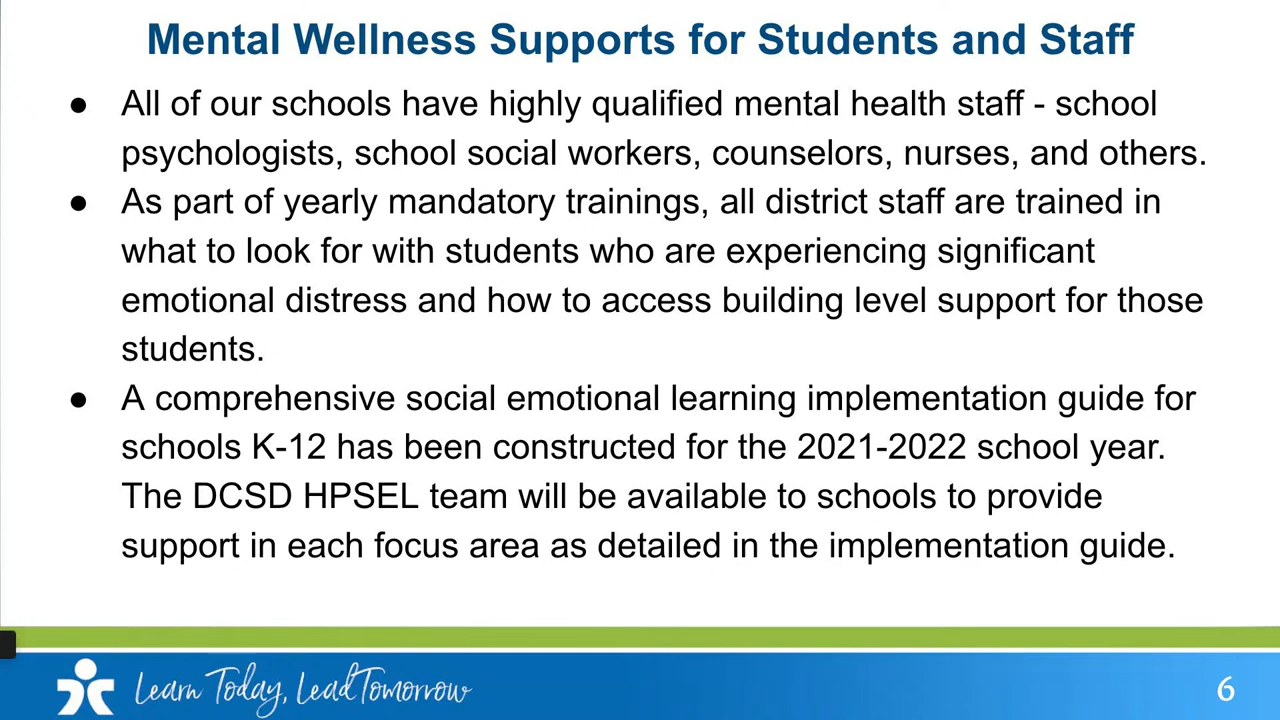 Mental Wellness Supports for Students and Staff
● All of our schools have highly qualified mental health staff - school
psychologists, school social workers, counselors, nurses, and others.
● As part of yearly mandatory trainings, all district staff are trained in
what to look for with students who are experiencing significant
emotional distress and how to access building level support for those
students.
● A comprehensive social emotional learning implementation guide for
schools K-12 has been constructed for the 2021-2022 school year.
The DCSD HPSEL team will be available to schools to provide
support in each focus area as detailed in the implementation guide.
Learn Today, Lead Tomorrow
6